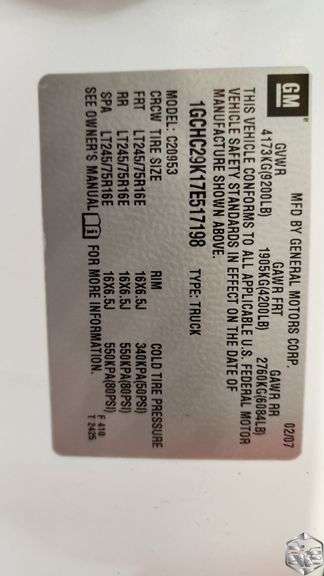 GM
MFD BY GENERAL MOTORS CORP. 02/07
GVWR GAWR FRT GAWR RR
4173KG(9200LB) 1905KG(4200LB) 2760KG(6084LB)
THIS VEHICLE CONFORMS TO ALL APPLICABLE U.S. FEDERAL MOTOR
VEHICLE SAFETY STANDARDS IN EFFECT ON THE DATE OF
MANUFACTURE SHOWN ABOVE.
1GCHC29K17E517198 TYPE: TRUCK
MODEL: C20953
CRCW TIRE SIZE RIM COLD TIRE PRESSURE
FRT LT245/75R16E 16X6.5J 340KPA(50PSI)
RR LT245/75R16E 16X6.5J 550KPA(80PSI)
SPA LT245/75R16E 16X6.5J 550KPA(80PSI)
SEE OWNER'S MANUAL FOR MORE INFORMATION.
F 410
T 2425